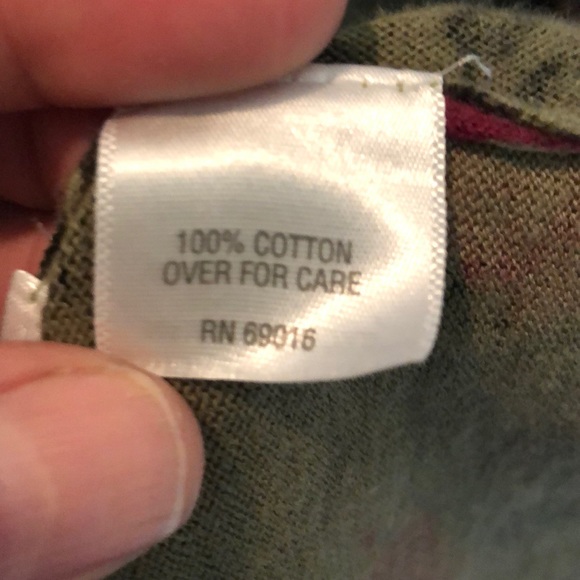 100% COTTON
OVER FOR CARE
RN 69016